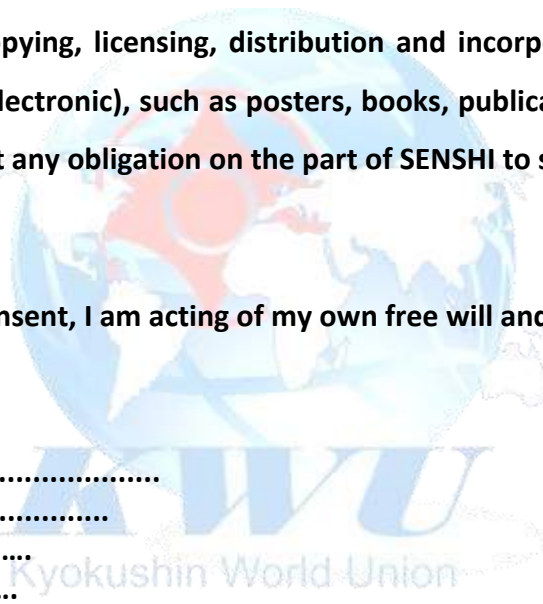 opying, licensing, distribution and incorp
lectronic), such as posters, books, publica
t any obligation on the part of SENSHI to s
nsent, I am acting of my own free will and
....................
..............
....
..
KWU
Kyokushin World Union